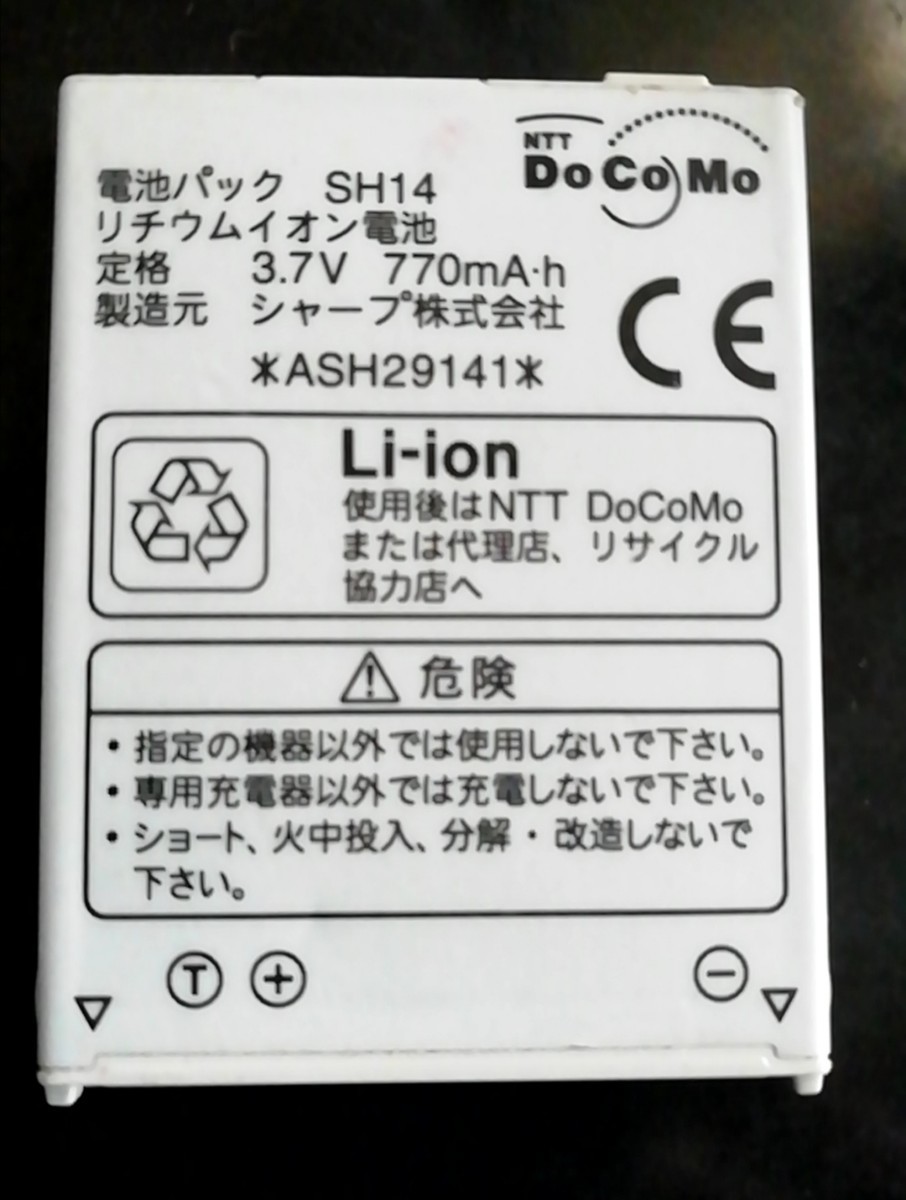 NTT
DoCoMo
電池パック SH14
リチウムイオン電池
定格 3.7V 770mA·h
製造元 シャープ株式会社
*ASH29141*
CE
Li-ion
使用後はNTT DoCoMo
または代理店、リサイクル
協力店へ
⚠ 危険
・指定の機器以外では使用しないで下さい。
・専用充電器以外では充電しないで下さい。
・ショート、火中投入、分解・改造しないで
下さい。
Ⓣ ⊕ ⊖